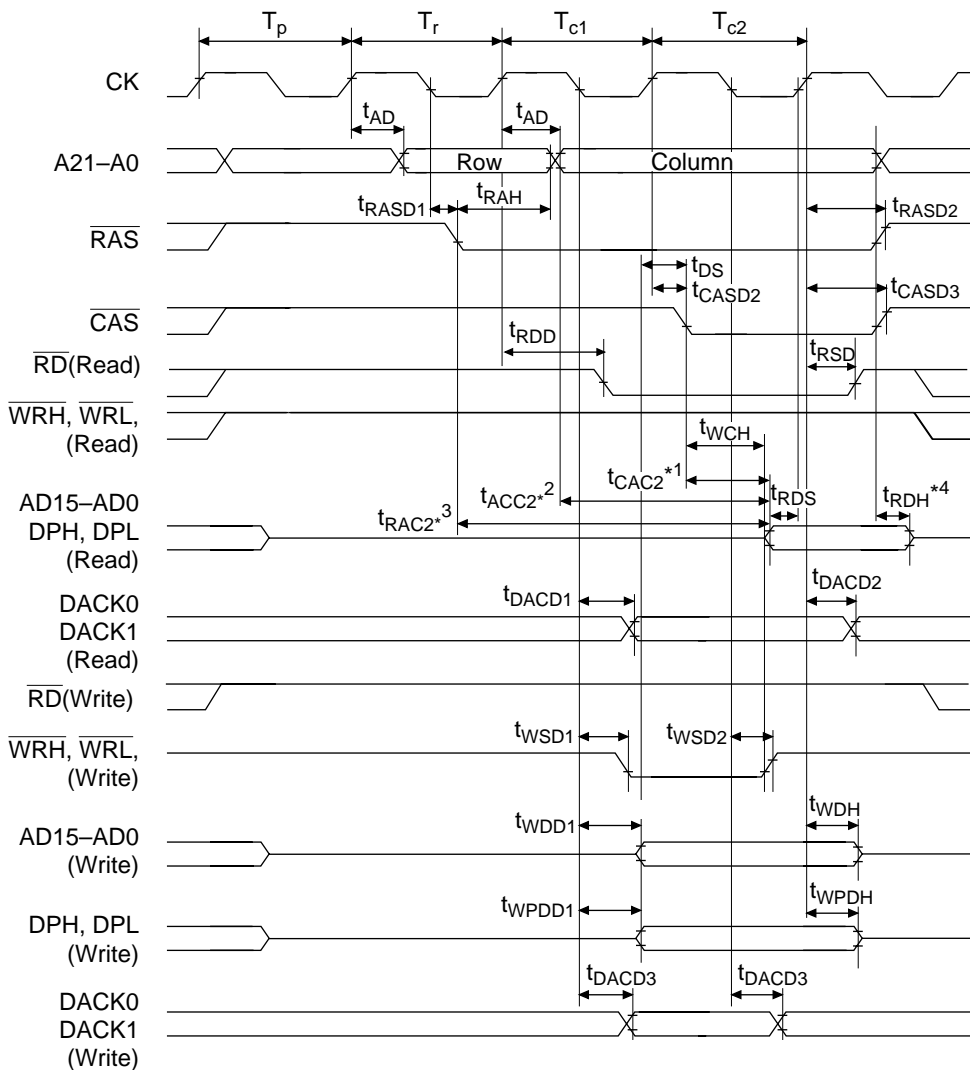 Tp Tr Tc1 Tc2
CK
tAD tAD
A21–A0 Row Column
tRASD1 tRAH tRASD2
RAS
tDS
tCASD2 tCASD3
CAS
tRDD tRSD
RD(Read)
WRH, WRL,
(Read)
tWCH
tCAC2*1
tACC2*2 tRDS tRDH*4
tRAC2*3
AD15–AD0
DPH, DPL
(Read)
tDACD1 tDACD2
DACK0
DACK1
(Read)
RD(Write)
tWSD1 tWSD2
WRH, WRL,
(Write)
tWDD1 tWDH
AD15–AD0
(Write)
tWPDD1 tWPDH
DPH, DPL
(Write)
tDACD3 tDACD3
DACK0
DACK1
(Write)